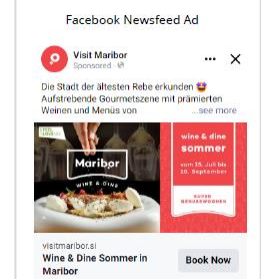 Facebook Newsfeed Ad
Visit Maribor
Sponsored ·
Die Stadt der ältesten Rebe erkunden 🤩
Aufstrebende Gourmetszene mit prämierten
Weinen und Menüs von ...see more
Maribor
WINE & DINE
wine & dine
sommer
vom 15. Juli bis
10. September
visitmaribor.si
Wine & Dine Sommer in
Maribor
Book Now